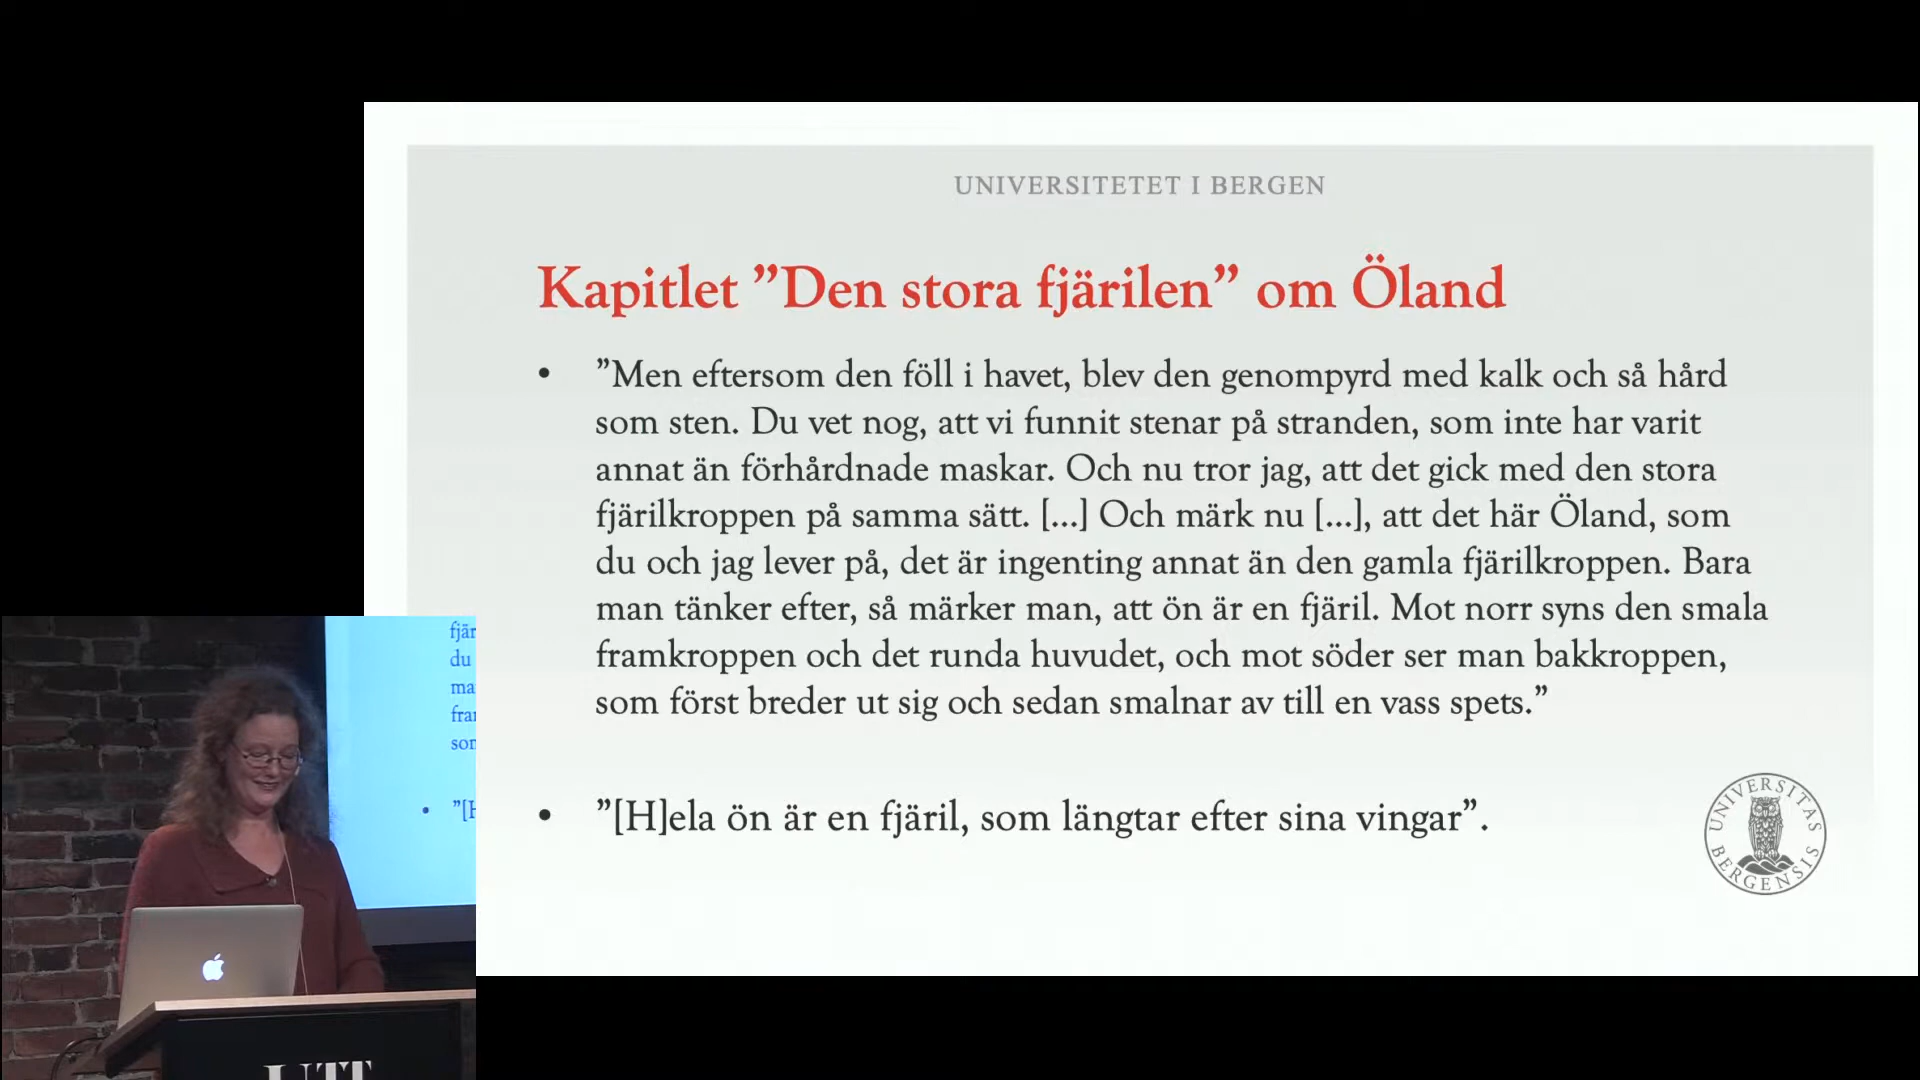 UNIVERSITETET I BERGEN
Kapitlet ”Den stora fjärilen” om Öland
• ”Men eftersom den föll i havet, blev den genompyrd med kalk och så hård
som sten. Du vet nog, att vi funnit stenar på stranden, som inte har varit
annat än förhårdnade maskar. Och nu tror jag, att det gick med den stora
fjärilkroppen på samma sätt. [...] Och märk nu [...], att det här Öland, som
du och jag lever på, det är ingenting annat än den gamla fjärilkroppen. Bara
man tänker efter, så märker man, att ön är en fjäril. Mot norr syns den smala
framkroppen och det runda huvudet, och mot söder ser man bakkroppen,
som först breder ut sig och sedan smalnar av till en vass spets.”
• ”[H]ela ön är en fjäril, som längtar efter sina vingar”.
UNIVERSITAS BERGENSIS
fjär
du
ma
fra
som
• ”[H